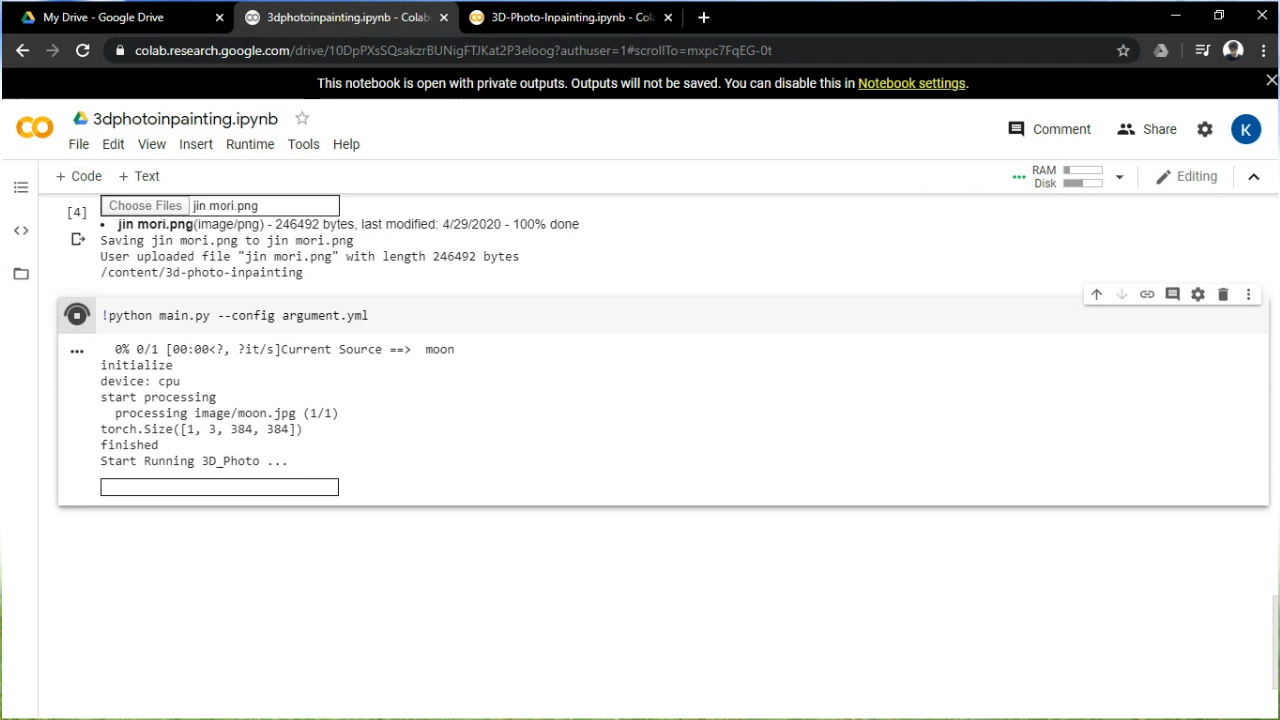 My Drive - Google Drive
3dphotoinpainting.ipynb - Colab
3D-Photo-Inpainting.ipynb - Col
colab.research.google.com/drive/10DpPXsSQsakzrBUNigFTJKat2P3eloog?authuser=1#scrollTo=mxpc7FqEG-0t
This notebook is open with private outputs. Outputs will not be saved. You can disable this in Notebook settings.
CO
3dphotoinpainting.ipynb
Comment
Share
K
File Edit View Insert Runtime Tools Help
+ Code + Text
RAM
Disk
Editing
[4]
Choose Files jin mori.png
• jin mori.png(image/png) - 246492 bytes, last modified: 4/29/2020 - 100% done
Saving jin mori.png to jin mori.png
User uploaded file "jin mori.png" with length 246492 bytes
/content/3d-photo-inpainting
!python main.py --config argument.yml
0% 0/1 [00:00<?, ?it/s]Current Source ==> moon
initialize
device: cpu
start processing
processing image/moon.jpg (1/1)
torch.Size([1, 3, 384, 384])
finished
Start Running 3D_Photo ...